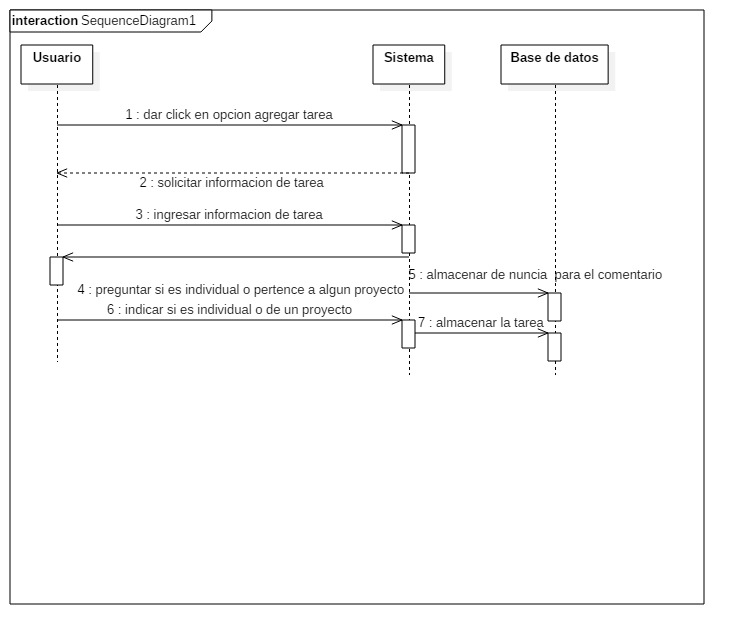 interaction SequenceDiagram1
Usuario
Sistema
Base de datos
1 : dar click en opcion agregar tarea
2 : solicitar informacion de tarea
3 : ingresar informacion de tarea
5 : almacenar de nuncia para el comentario
4 : preguntar si es individual o pertence a algun proyecto
6 : indicar si es individual o de un proyecto
7 : almacenar la tarea